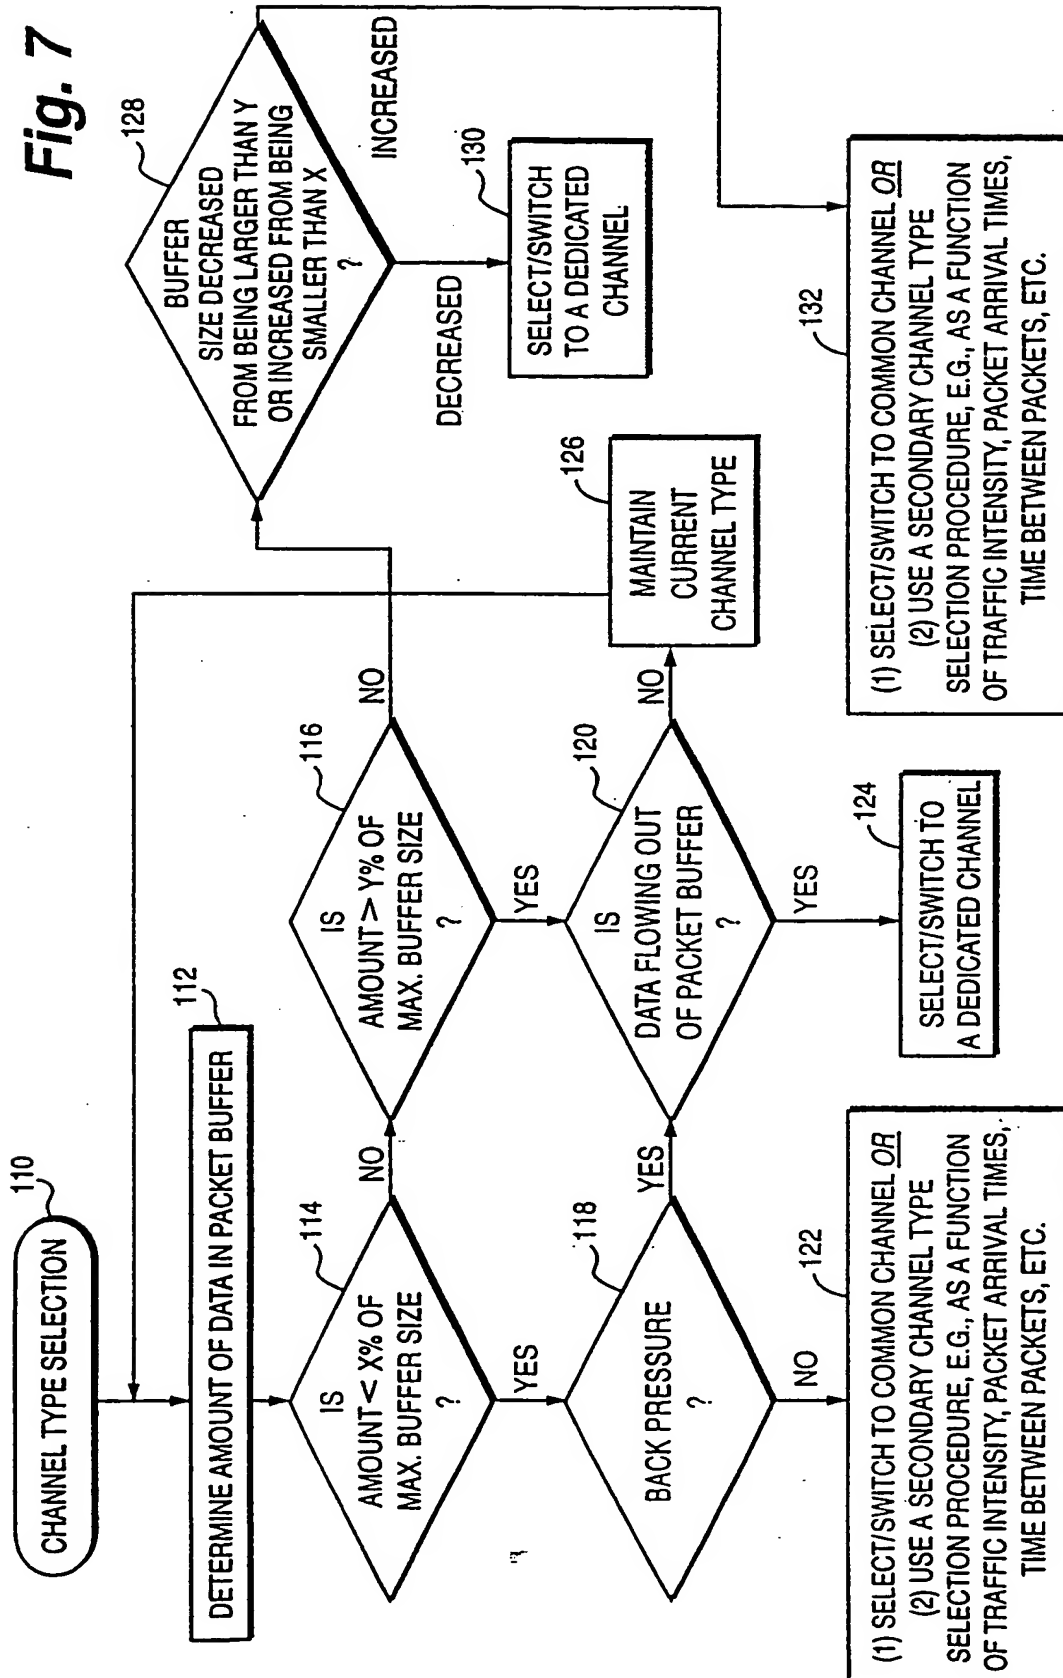 Fig. 7
CHANNEL TYPE SELECTION
110
DETERMINE AMOUNT OF DATA IN PACKET BUFFER
112
IS
AMOUNT < X% OF
MAX. BUFFER SIZE
?
114
NO
YES
IS
AMOUNT > Y% OF
MAX. BUFFER SIZE
?
116
NO
YES
BUFFER
SIZE DECREASED
FROM BEING LARGER THAN Y
OR INCREASED FROM BEING
SMALLER THAN X
?
128
INCREASED
DECREASED
SELECT/SWITCH
TO A DEDICATED
CHANNEL
130
BACK PRESSURE
?
118
YES
NO
IS
DATA FLOWING OUT
OF PACKET BUFFER
?
120
NO
YES
MAINTAIN
CURRENT
CHANNEL TYPE
126
(1) SELECT/SWITCH TO COMMON CHANNEL OR
(2) USE A SECONDARY CHANNEL TYPE
SELECTION PROCEDURE, E.G., AS A FUNCTION
OF TRAFFIC INTENSITY, PACKET ARRIVAL TIMES,
TIME BETWEEN PACKETS, ETC.
122
SELECT/SWITCH TO
A DEDICATED CHANNEL
124
(1) SELECT/SWITCH TO COMMON CHANNEL OR
(2) USE A SECONDARY CHANNEL TYPE
SELECTION PROCEDURE, E.G., AS A FUNCTION
OF TRAFFIC INTENSITY, PACKET ARRIVAL TIMES,
TIME BETWEEN PACKETS, ETC.
132